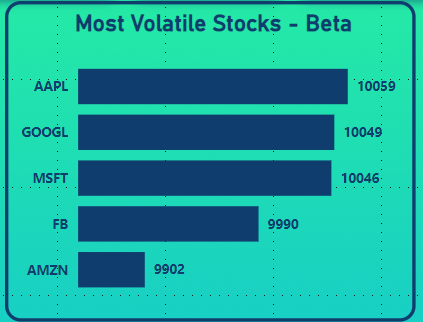 Most Volatile Stocks - Beta
AAPL 10059
GOOGL 10049
MSFT 10046
FB 9990
AMZN 9902